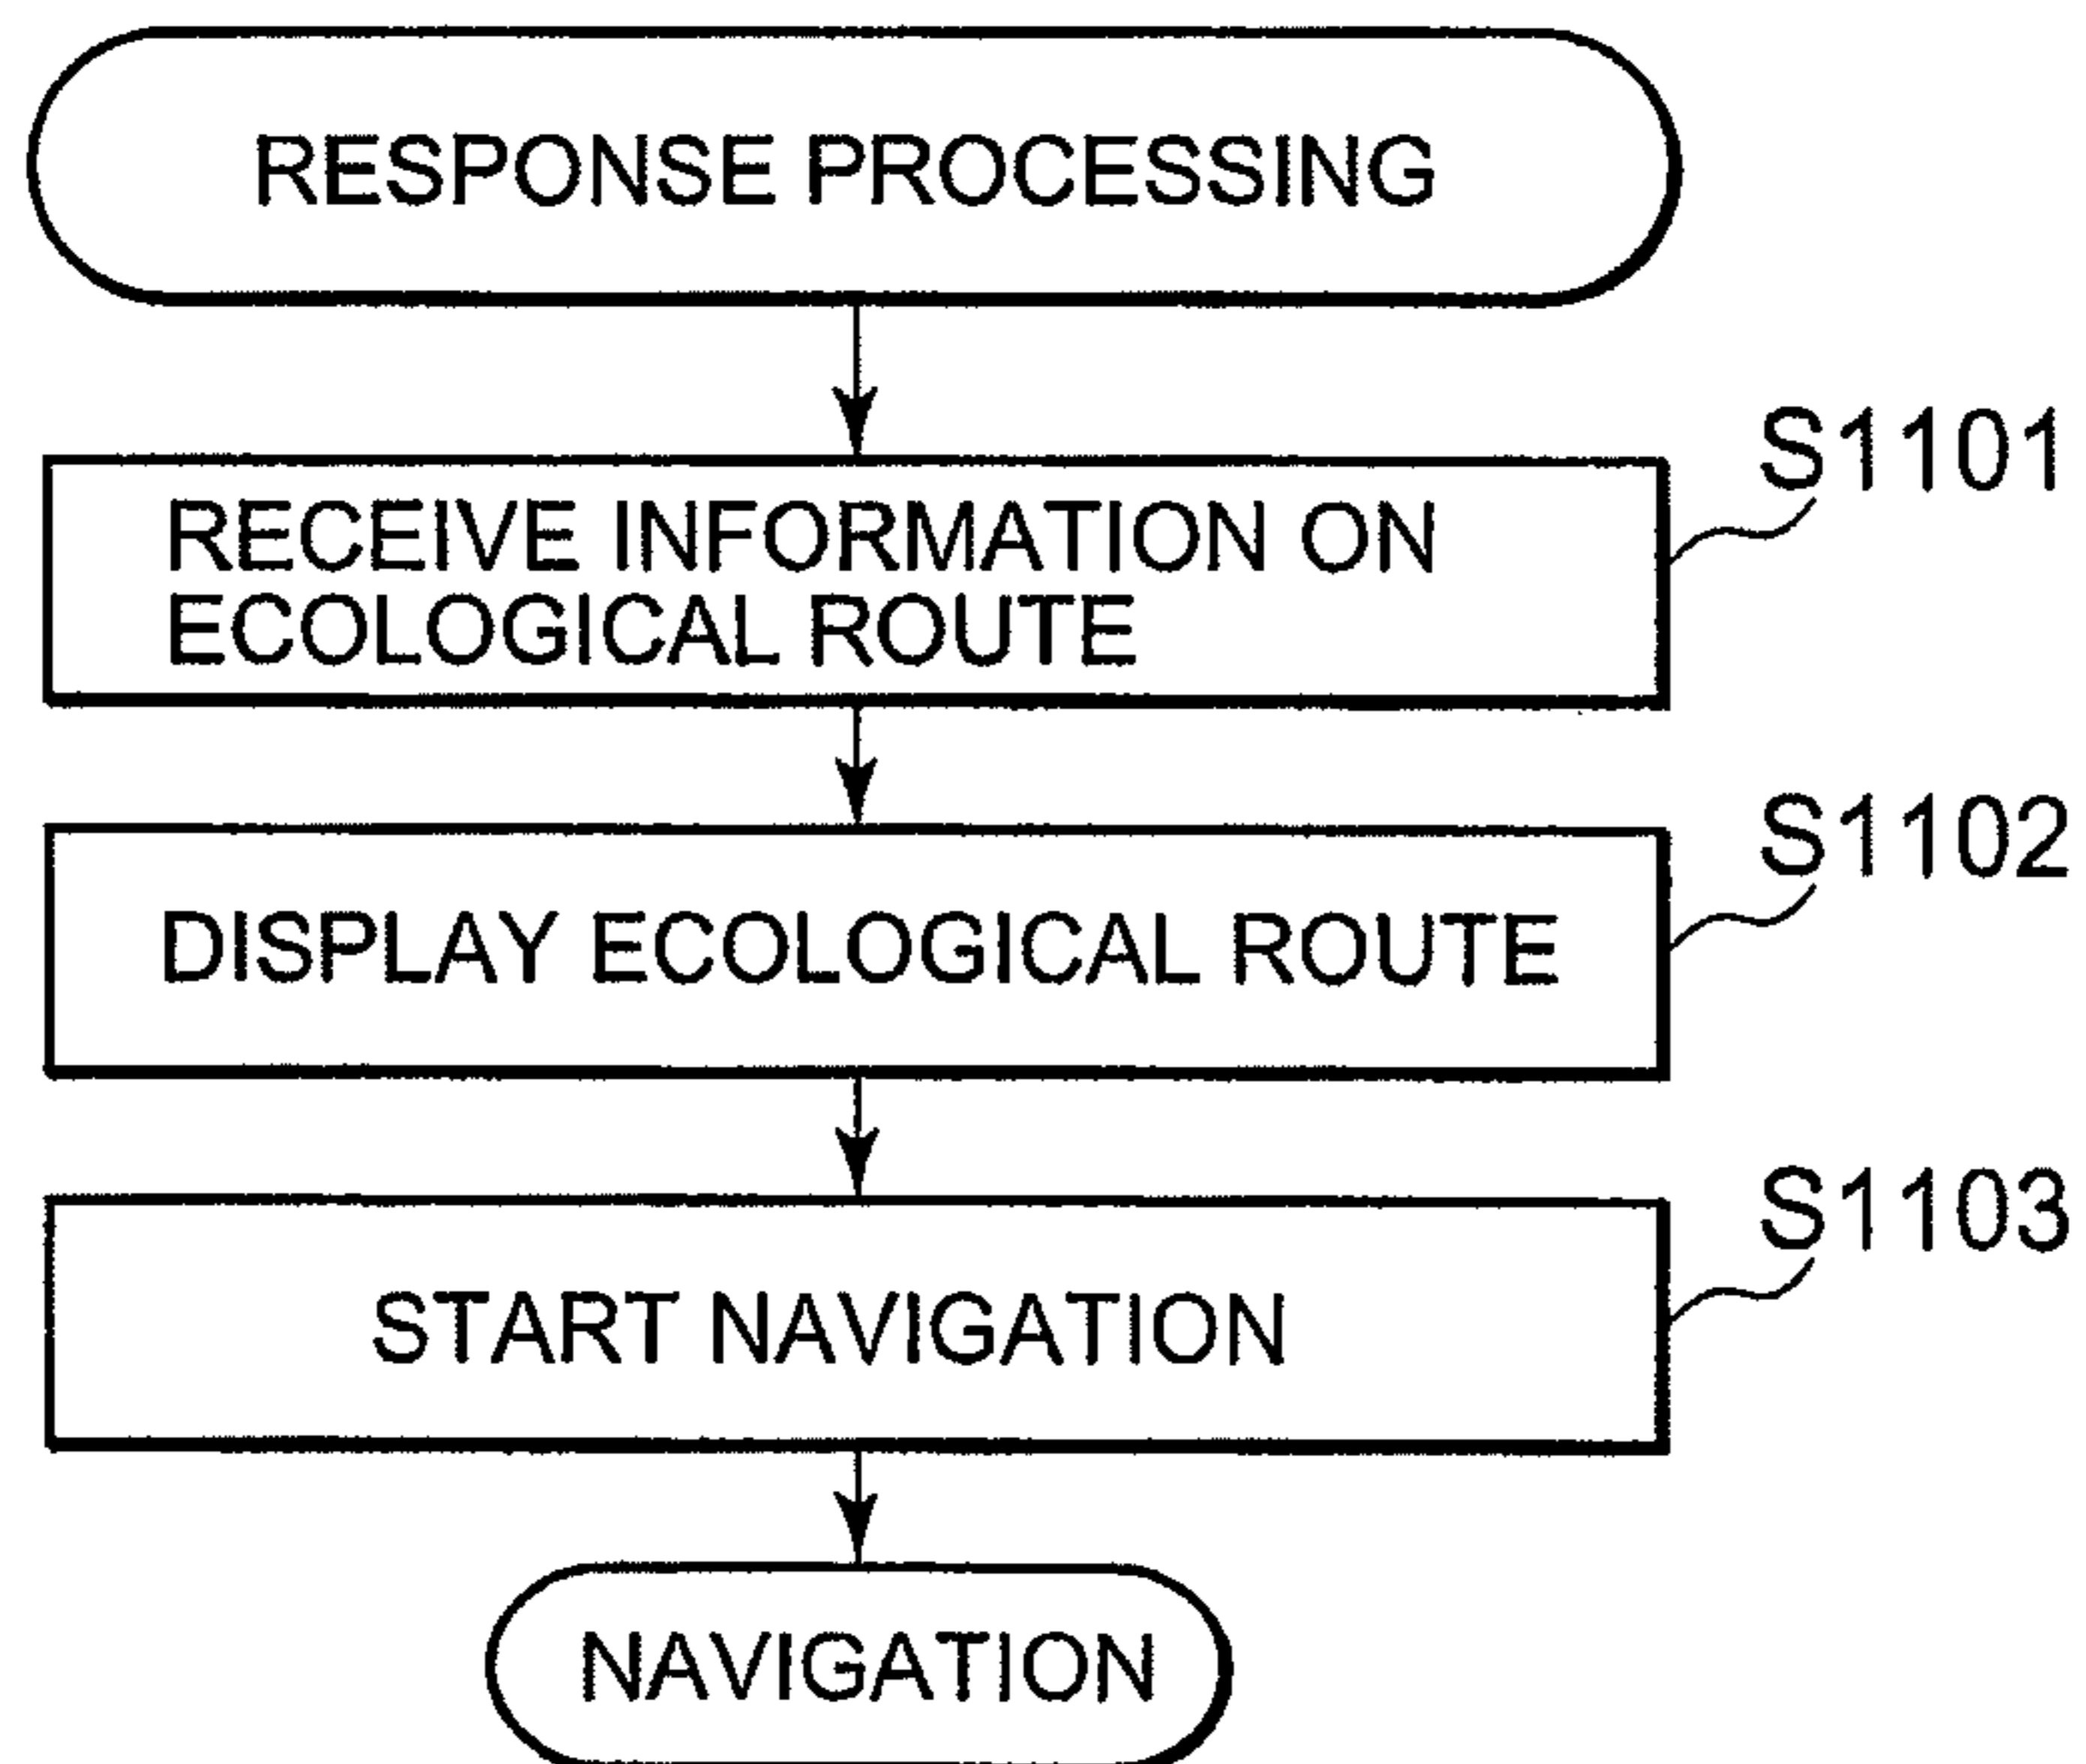 RESPONSE PROCESSING
S1101
RECEIVE INFORMATION ON
ECOLOGICAL ROUTE
S1102
DISPLAY ECOLOGICAL ROUTE
S1103
START NAVIGATION
NAVIGATION